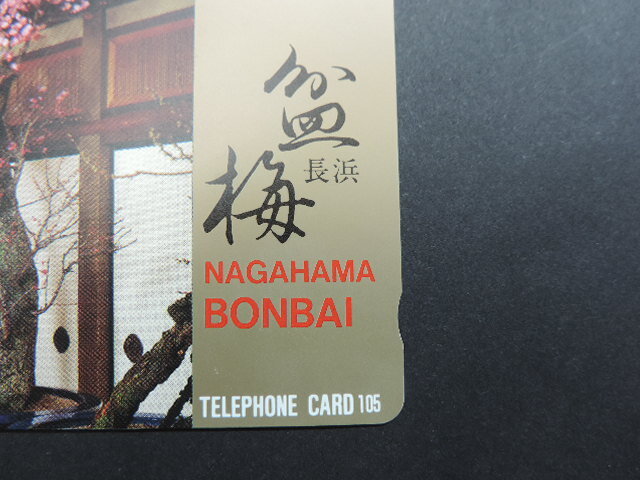 盆梅
長浜
NAGAHAMA
BONBAI
TELEPHONE CARD 105